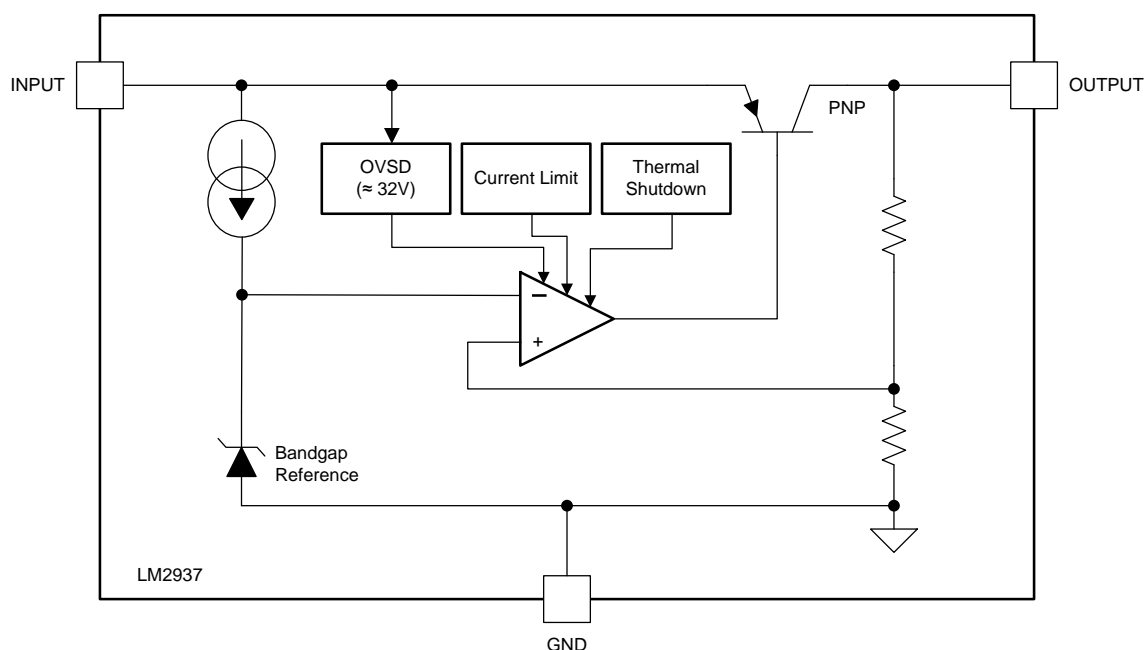 INPUT
OUTPUT
PNP
OVSD
(≈ 32V)
Current Limit
Thermal
Shutdown
−
+
Bandgap
Reference
LM2937
GND